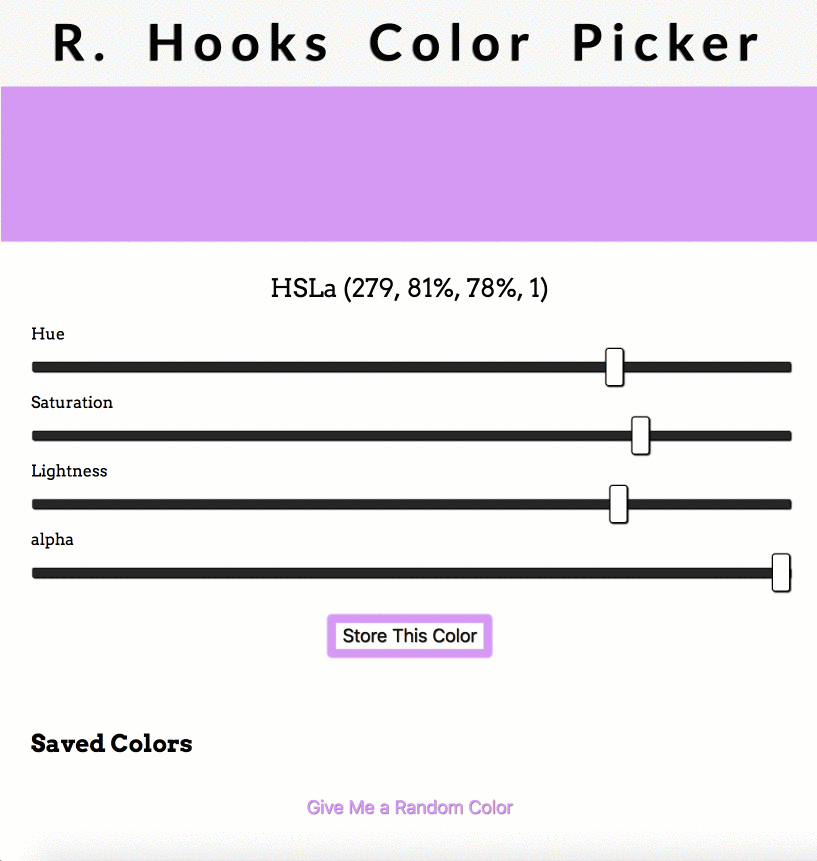 R. Hooks Color Picker
HSLa (279, 81%, 78%, 1)
Hue
Saturation
Lightness
alpha
Store This Color
Saved Colors
Give Me a Random Color